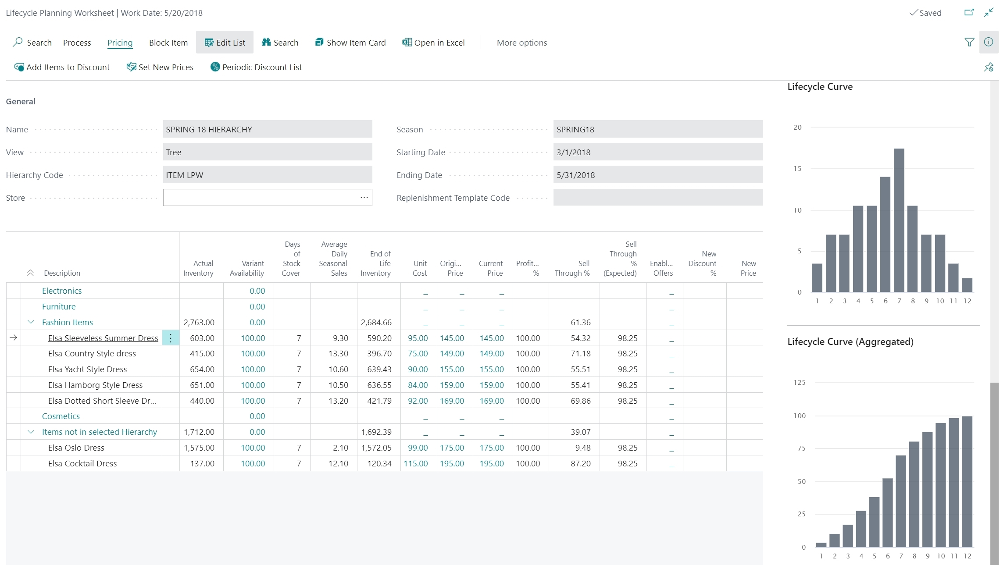 Lifecycle Planning Worksheet | Work Date: 5/20/2018
Saved
Search Process Pricing Block Item Edit List Search Show Item Card Open in Excel More options
Add Items to Discount Set New Prices Periodic Discount List
General
Name SPRING 18 HIERARCHY Season SPRING18
View Tree Starting Date 3/1/2018
Hierarchy Code ITEM LPW Ending Date 5/31/2018
Store ... Replenishment Template Code
Description Actual Inventory Variant Availability Days of Stock Cover Average Daily Seasonal Sales End of Life Inventory Unit Cost Origi... Price Current Price Profit... % Sell Through % Sell Through % (Expected) Enabl... Offers New Discount % New Price
Electronics 0.00 _ _ _ _
Furniture 0.00 _ _ _ _
Fashion Items 2,763.00 0.00 2,684.66 _ _ _ 61.36 _
Elsa Sleeveless Summer Dress 603.00 100.00 7 9.30 590.20 95.00 145.00 145.00 100.00 54.32 98.25 _
Elsa Country Style dress 415.00 100.00 7 13.30 396.70 75.00 149.00 149.00 100.00 71.18 98.25 _
Elsa Yacht Style Dress 654.00 100.00 7 10.60 639.43 90.00 155.00 155.00 100.00 55.51 98.25 _
Elsa Hamborg Style Dress 651.00 100.00 7 10.50 636.55 84.00 159.00 159.00 100.00 55.41 98.25 _
Elsa Dotted Short Sleeve Dr... 440.00 100.00 7 13.20 421.79 92.00 169.00 169.00 100.00 69.86 98.25 _
Cosmetics 0.00 _ _ _ _
Items not in selected Hierarchy 1,712.00 0.00 1,692.39 _ _ _ 39.07 _
Elsa Oslo Dress 1,575.00 100.00 7 2.10 1,572.05 99.00 175.00 175.00 100.00 9.48 98.25 _
Elsa Cocktail Dress 137.00 100.00 7 12.10 120.34 115.00 195.00 195.00 100.00 87.20 98.25 _
Lifecycle Curve
20
15
10
5
0
1 2 3 4 5 6 7 8 9 10 11 12
Lifecycle Curve (Aggregated)
125
100
75
50
25
0
1 2 3 4 5 6 7 8 9 10 11 12